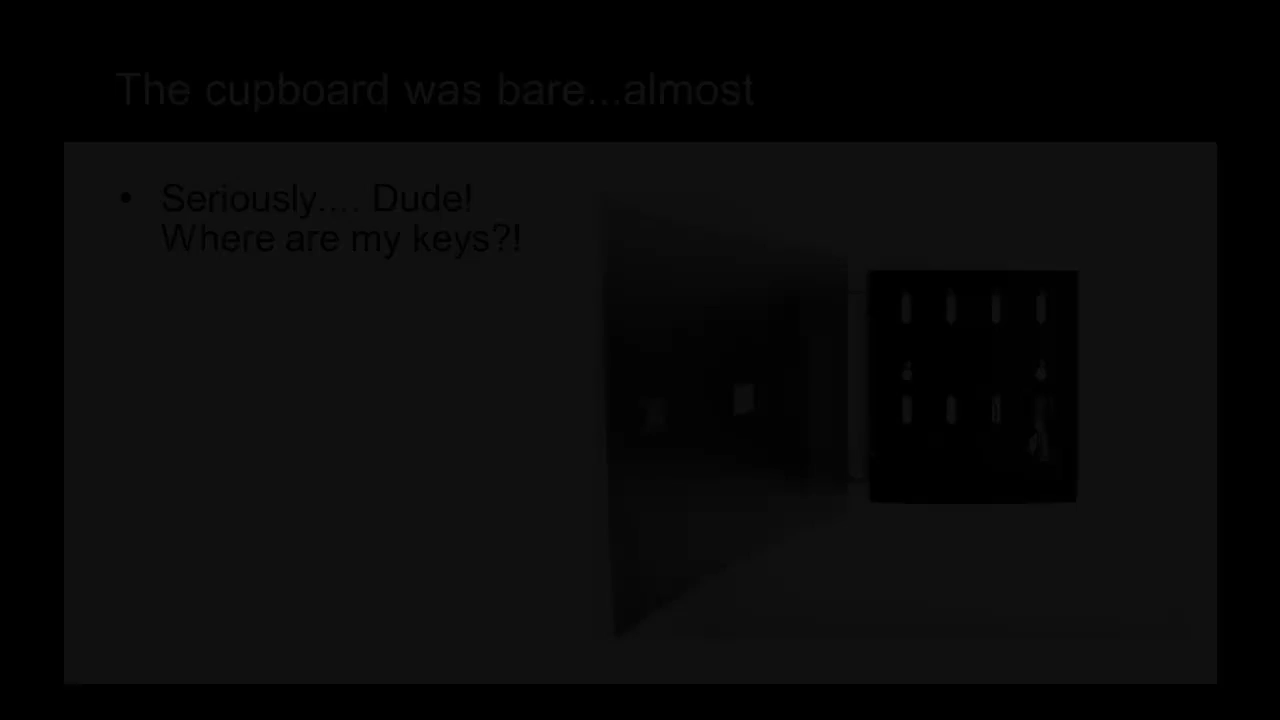 The cupboard was bare...almost
• Seriously.... Dude!
Where are my keys?!